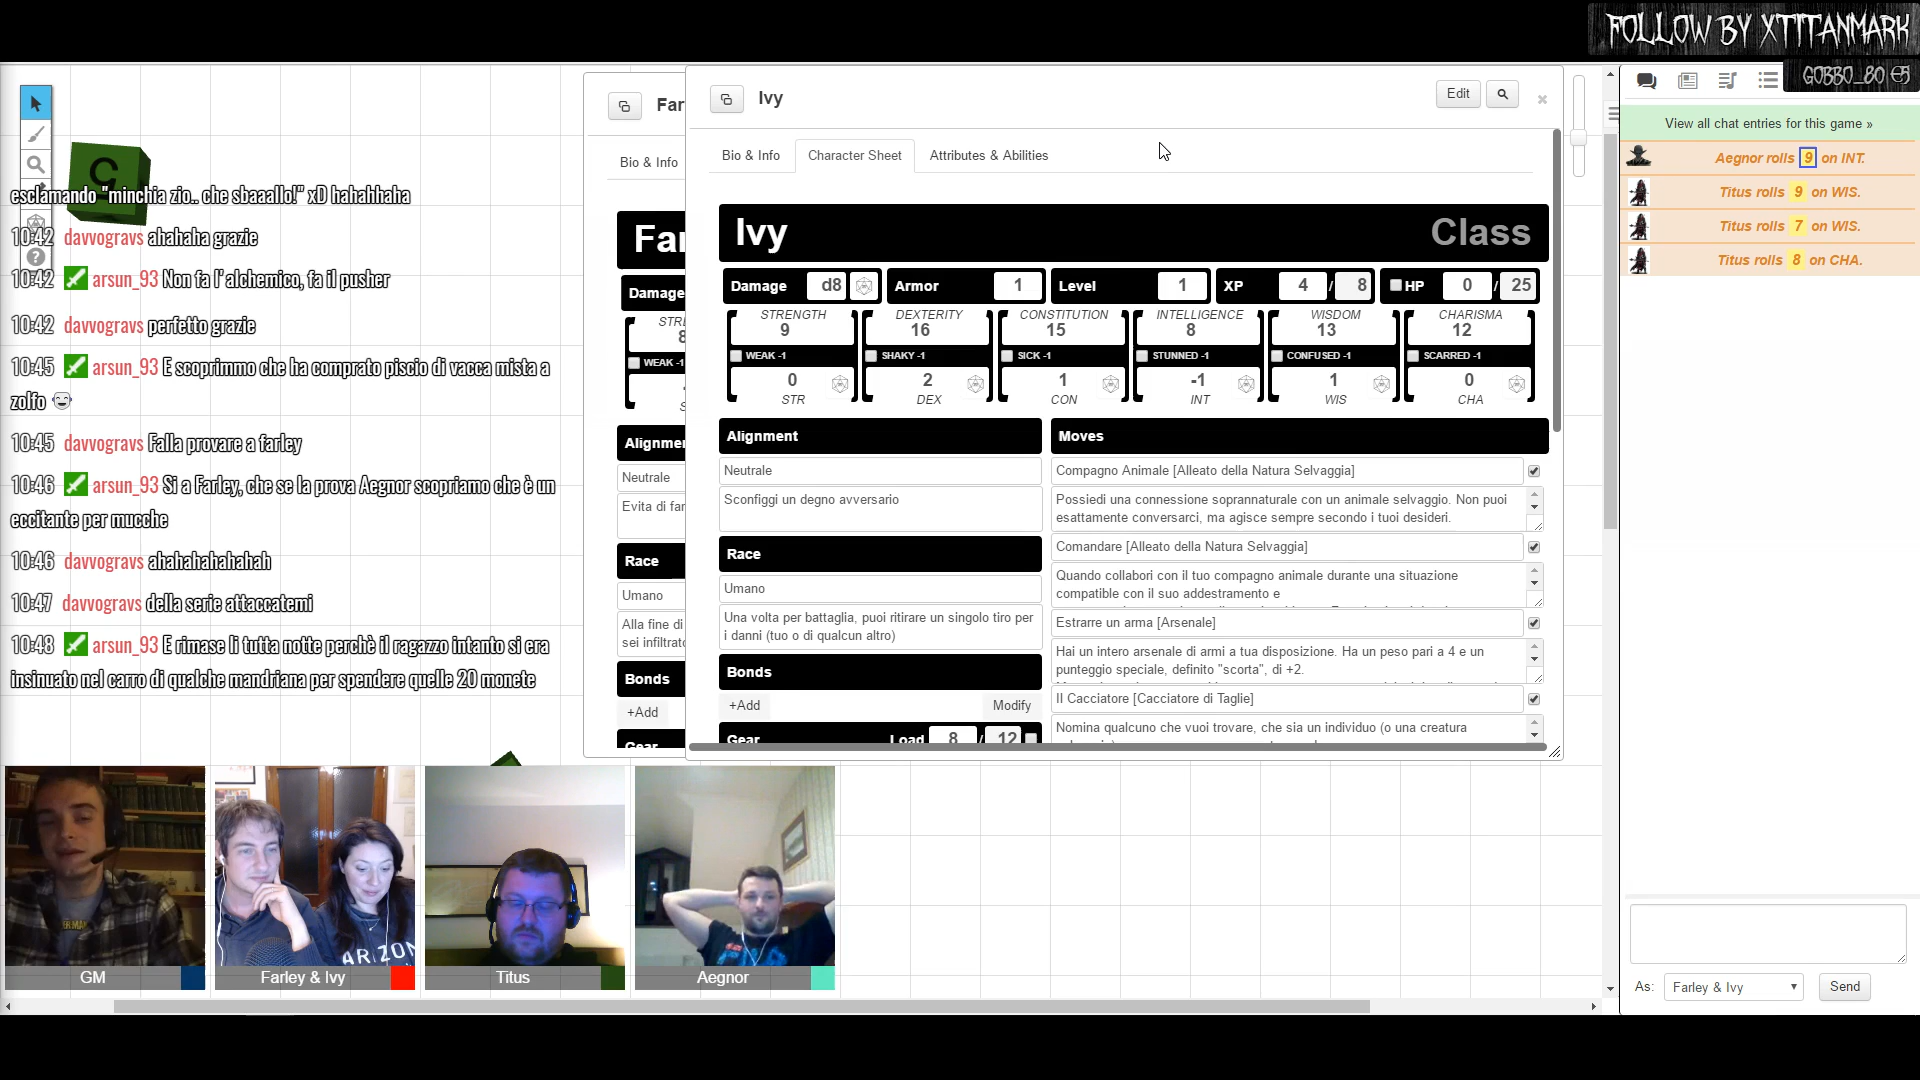 FOLLOW BY XTITANMARK
GOBBO_80
esclamando "minchia zio.. che sbaaallo!" xD hahahhaha
10:42 davvogravs ahahaha grazie
10:42 arsun_93 Non fa l'alchemico, fa il pusher
10:42 davvogravs perfetto grazie
10:45 arsun_93 E scoprimmo che ha comprato piscio di vacca mista a
zolfo
10:45 davvogravs Falla provare a farley
10:46 arsun_93 Si a Farley, che se la prova Aegnor scopriamo che è un
eccitante per mucche
10:46 davvogravs ahahahahahahah
10:47 davvogravs della serie attaccatemi
10:48 arsun_93 E rimase li tutta notte perchè il ragazzo intanto si era
insinuato nel carro di qualche mandriana per spendere quelle 20 monete
Far
Bio & Info
Far
Damage
STRE
8
WEAK -1
Alignmen
Neutrale
Evita di far
Race
Umano
Alla fine di
sei infiltrato
Bonds
+Add
Gear
Ivy
Edit
Bio & Info
Character Sheet
Attributes & Abilities
Ivy
Class
Damage d8
Armor 1
Level 1
XP 4 / 8
HP 0 / 25
STRENGTH
9
WEAK -1
0
STR
DEXTERITY
16
SHAKY -1
2
DEX
CONSTITUTION
15
SICK -1
1
CON
INTELLIGENCE
8
STUNNED -1
-1
INT
WISDOM
13
CONFUSED -1
1
WIS
CHARISMA
12
SCARRED -1
0
CHA
Alignment
Neutrale
Sconfiggi un degno avversario
Race
Umano
Una volta per battaglia, puoi ritirare un singolo tiro per
i danni (tuo o di qualcun altro)
Bonds
+Add
Modify
Gear
Load 8 / 12
Moves
Compagno Animale [Alleato della Natura Selvaggia]
Possiedi una connessione soprannaturale con un animale selvaggio. Non puoi
esattamente conversarci, ma agisce sempre secondo i tuoi desideri.
Comandare [Alleato della Natura Selvaggia]
Quando collabori con il tuo compagno animale durante una situazione
compatibile con il suo addestramento e
Estrarre un arma [Arsenale]
Hai un intero arsenale di armi a tua disposizione. Ha un peso pari a 4 e un
punteggio speciale, definito "scorta", di +2.
Il Cacciatore [Cacciatore di Taglie]
Nomina qualcuno che vuoi trovare, che sia un individuo (o una creatura
View all chat entries for this game »
Aegnor rolls 9 on INT.
Titus rolls 9 on WIS.
Titus rolls 7 on WIS.
Titus rolls 8 on CHA.
ARIZON
GM
Farley & Ivy
Titus
Aegnor
As:
Farley & Ivy
Send